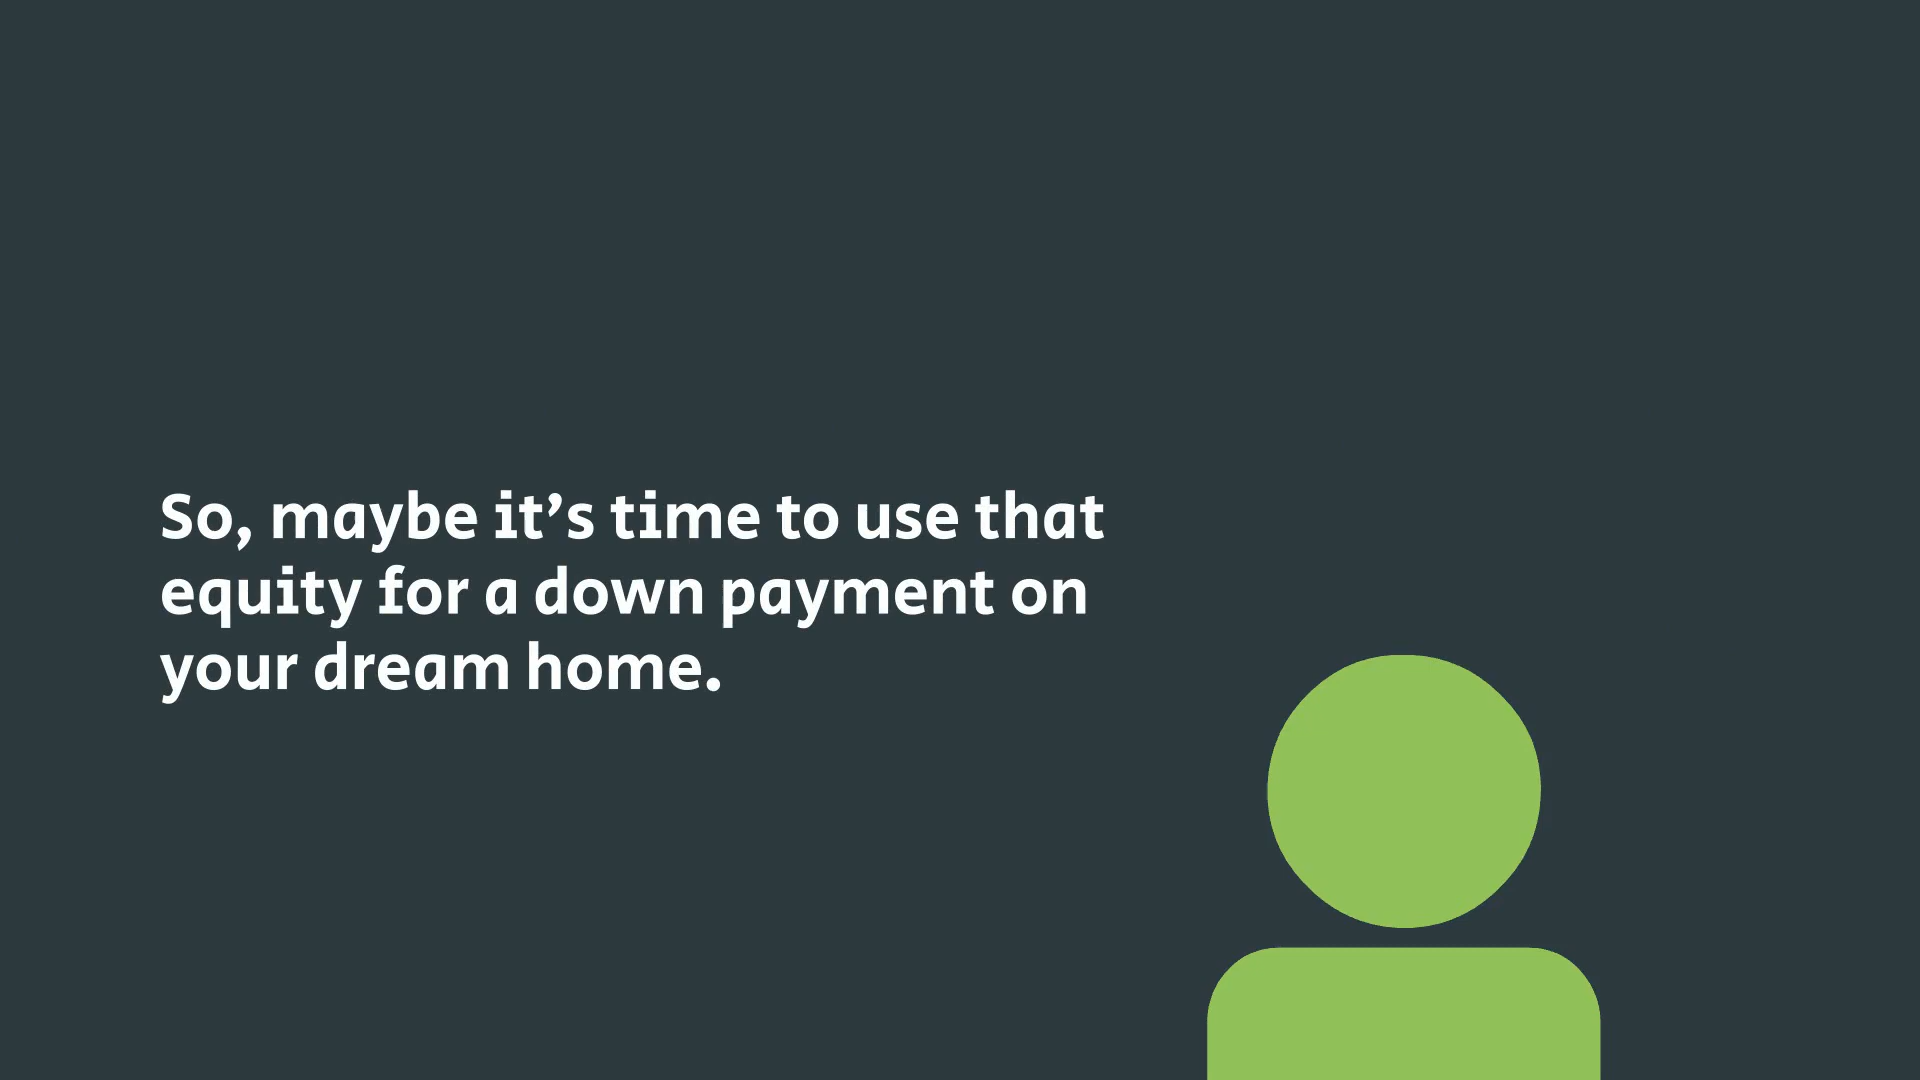 So, maybe it’s time to use that
equity for a down payment on
your dream home.